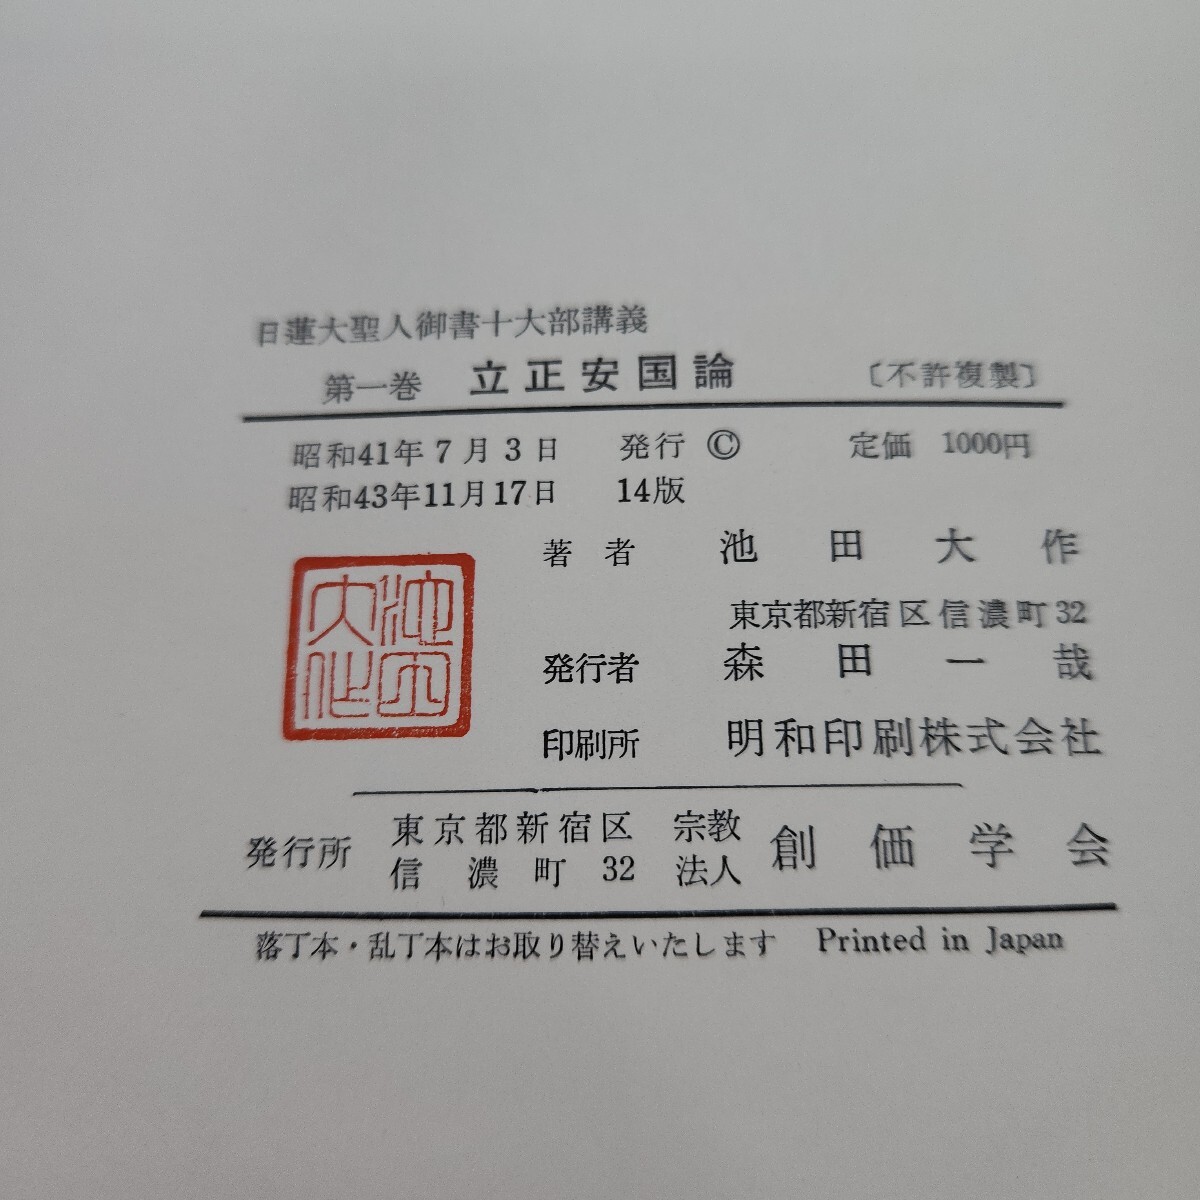 日蓮大聖人御書十大部講義
第一巻 立正安国論 〔不許複製〕
昭和41年7月3日 発行 © 定価 1000円
昭和43年11月17日 14版
著者 池田大作
東京都新宿区信濃町32
発行者 森田一哉
印刷所 明和印刷株式会社
池田大作
発行所 東京都新宿区信濃町32 宗教法人 創価学会
落丁本・乱丁本はお取り替えいたします Printed in Japan